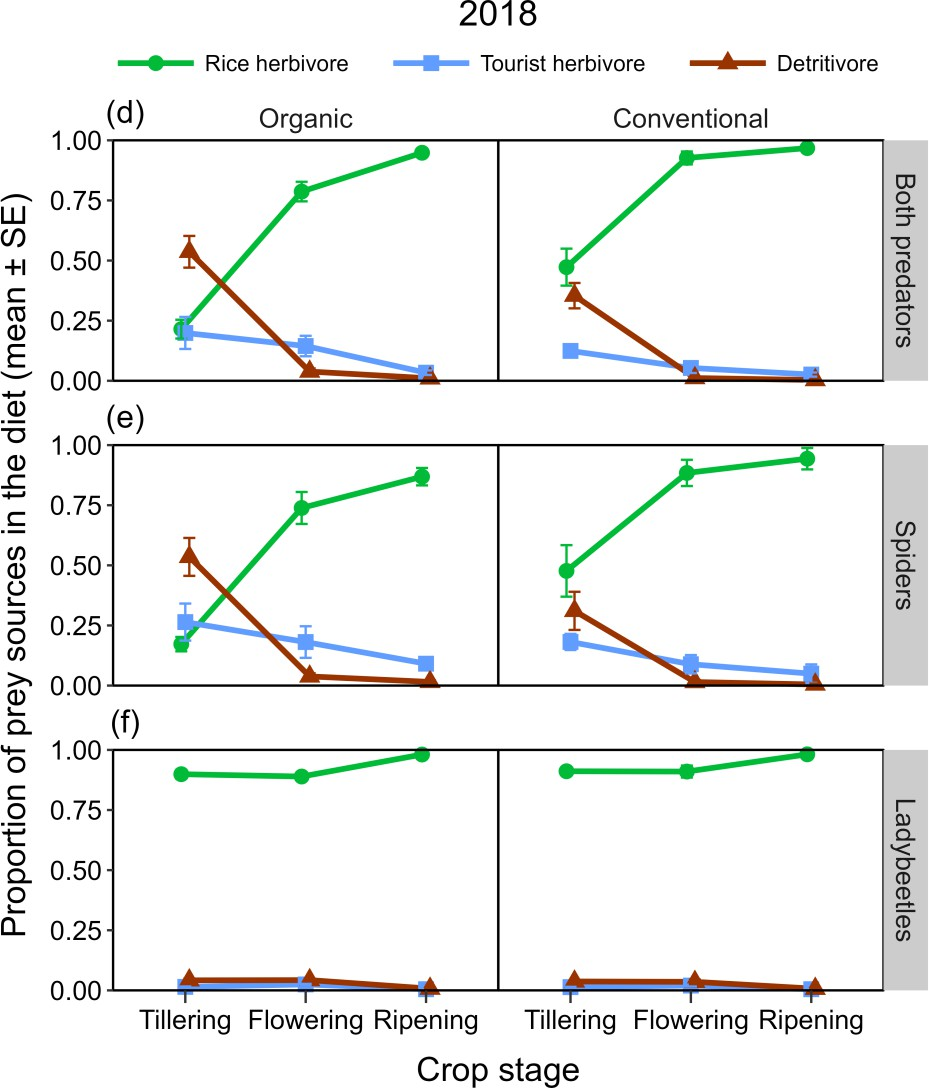 2018
Rice herbivore Tourist herbivore Detritivore
(d)
Organic Conventional
1.00
0.75
0.50
0.25
0.00
Both predators
(e)
1.00
0.75
0.50
0.25
0.00
Spiders
(f)
1.00
0.75
0.50
0.25
0.00
Ladybeetles
Proportion of prey sources in the diet (mean ± SE)
Tillering Flowering Ripening Tillering Flowering Ripening
Crop stage